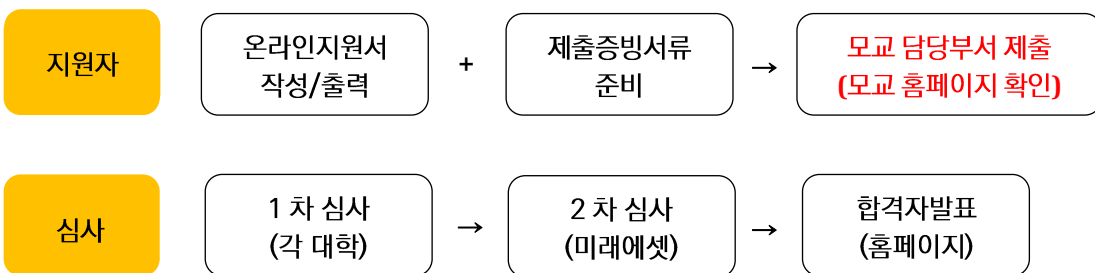 지원자
온라인지원서
작성/출력
+
제출증빙서류
준비
→
모교 담당부서 제출
(모교 홈페이지 확인)
심사
1 차 심사
(각 대학)
→
2 차 심사
(미래에셋)
→
합격자발표
(홈페이지)